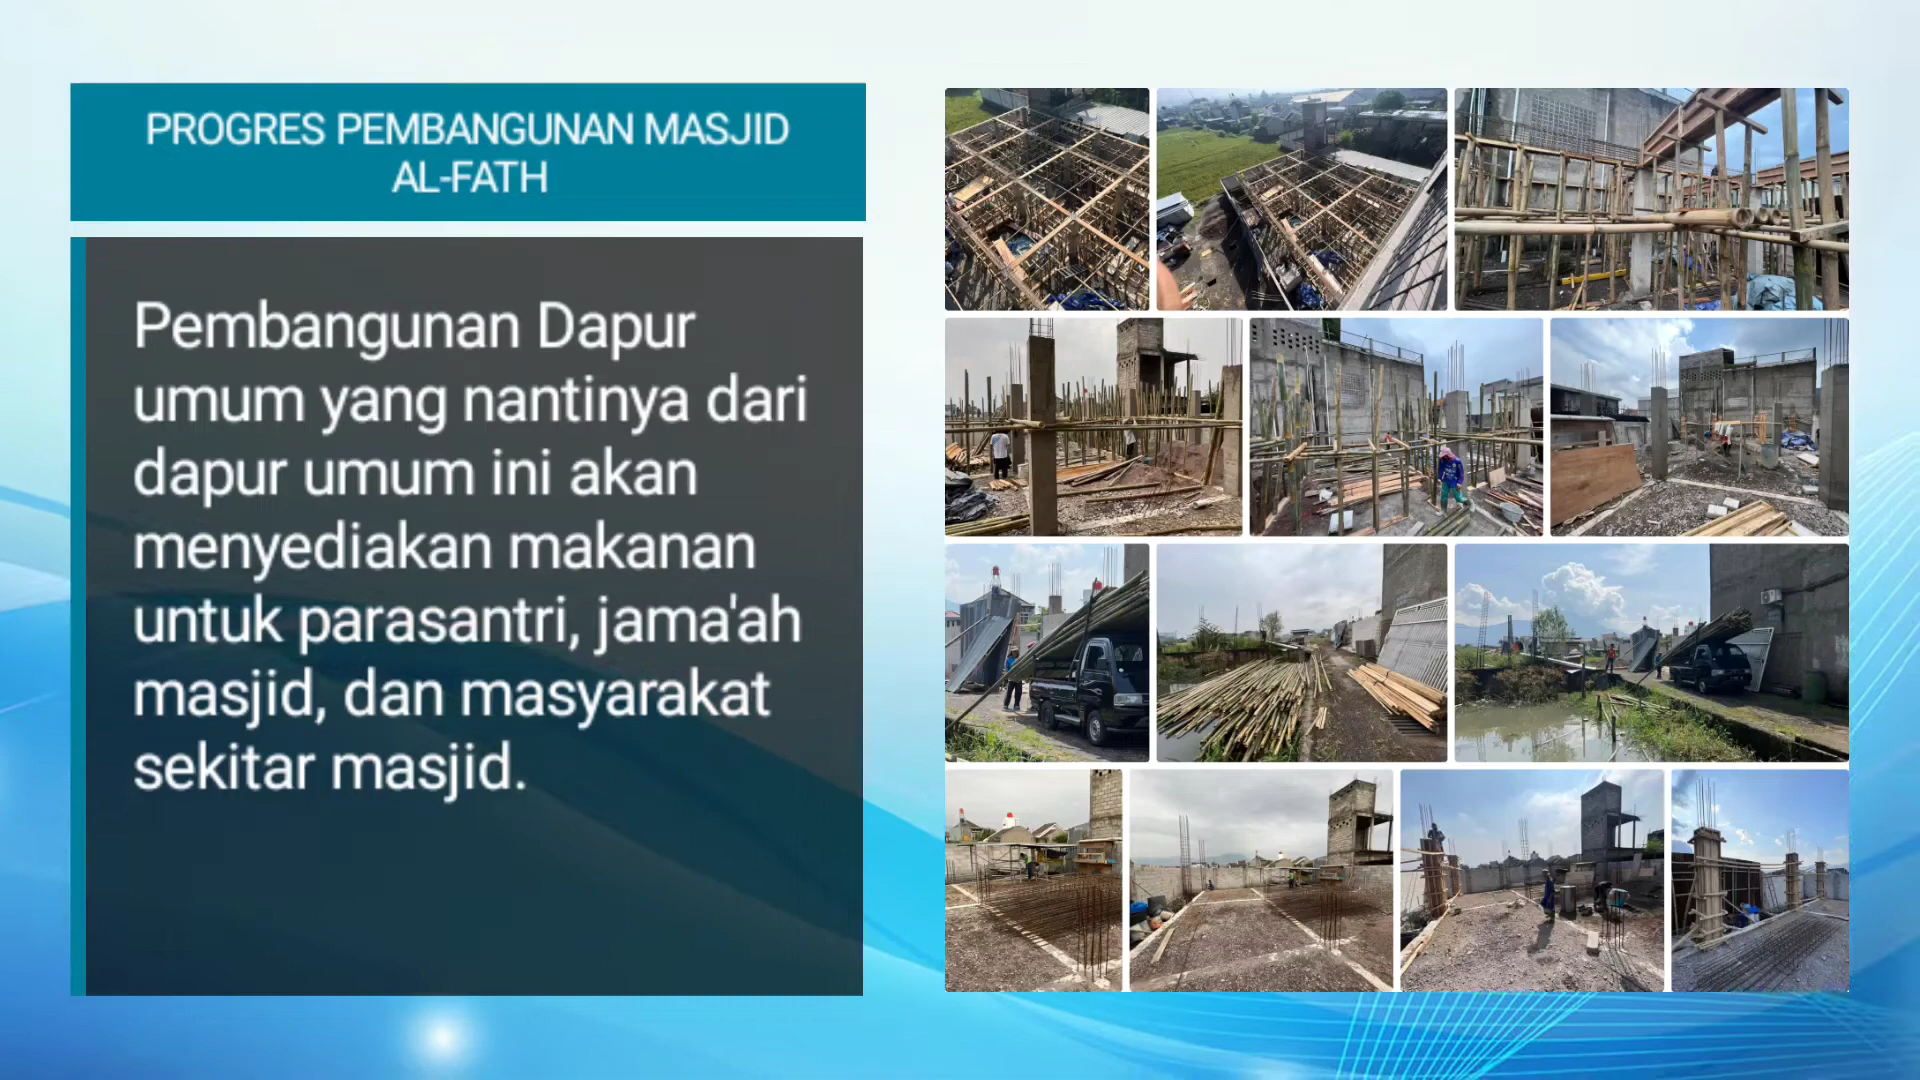 PROGRES PEMBANGUNAN MASJID
AL-FATH
Pembangunan Dapur
umum yang nantinya dari
dapur umum ini akan
menyediakan makanan
untuk parasantri, jama'ah
masjid, dan masyarakat
sekitar masjid.